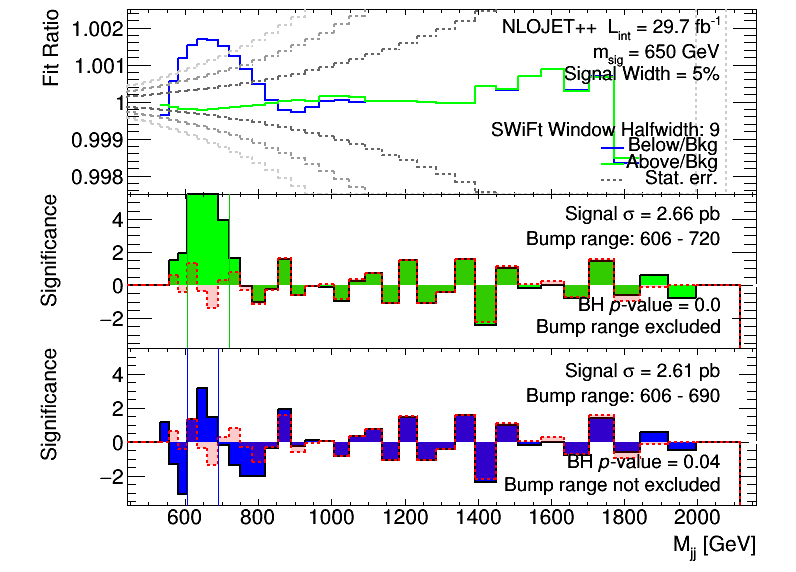 NLOJET++ L_int = 29.7 fb⁻¹
m_sig = 650 GeV
Signal Width = 5%
SWiFt Window Halfwidth: 9
Below/Bkg
Above/Bkg
Stat. err.
Fit Ratio
1.002
1.001
1
0.999
0.998
Significance
4
2
0
−2
Signal σ = 2.66 pb
Bump range: 606 - 720
BH p-value = 0.0
Bump range excluded
Significance
4
2
0
−2
Signal σ = 2.61 pb
Bump range: 606 - 690
BH p-value = 0.04
Bump range not excluded
600 800 1000 1200 1400 1600 1800 2000
M_jj [GeV]